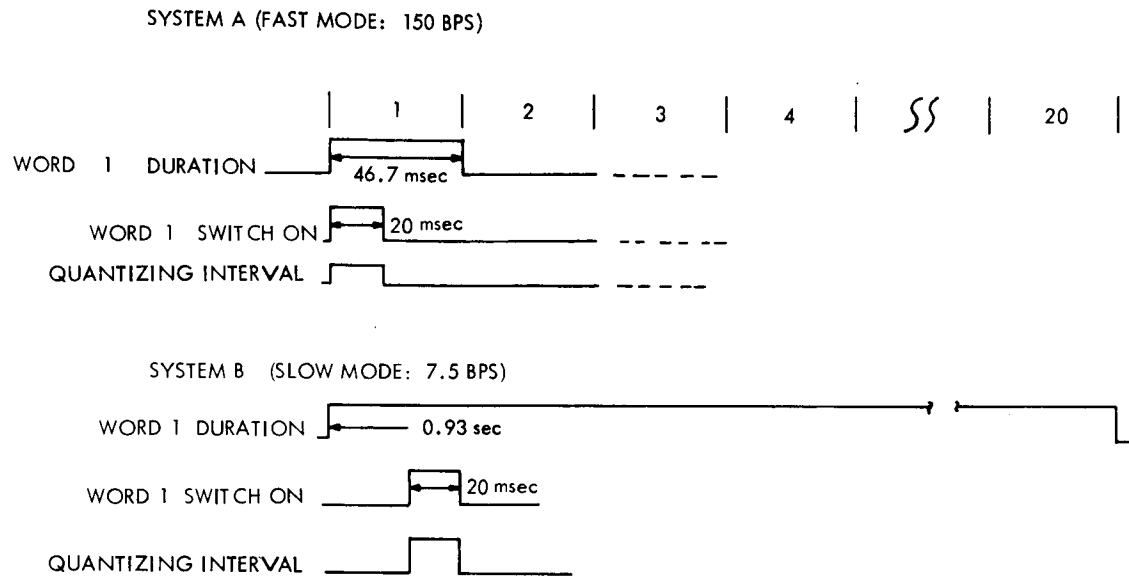 SYSTEM A (FAST MODE: 150 BPS)
1 2 3 4 SS 20
WORD 1 DURATION
46.7 msec
WORD 1 SWITCH ON
20 msec
QUANTIZING INTERVAL
SYSTEM B (SLOW MODE: 7.5 BPS)
WORD 1 DURATION
0.93 sec
WORD 1 SWITCH ON
20 msec
QUANTIZING INTERVAL